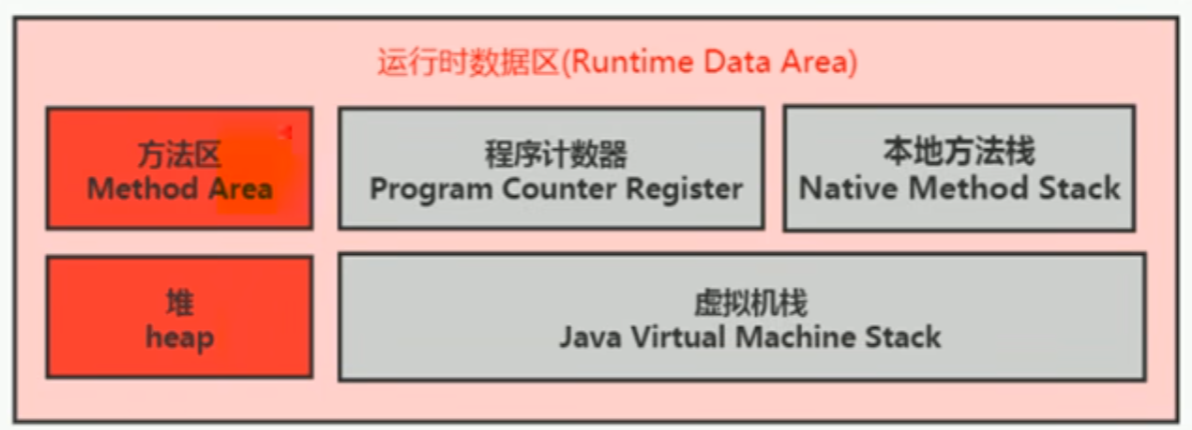 运行时数据区(Runtime Data Area)
方法区
Method Area
程序计数器
Program Counter Register
本地方法栈
Native Method Stack
堆
heap
虚拟机栈
Java Virtual Machine Stack